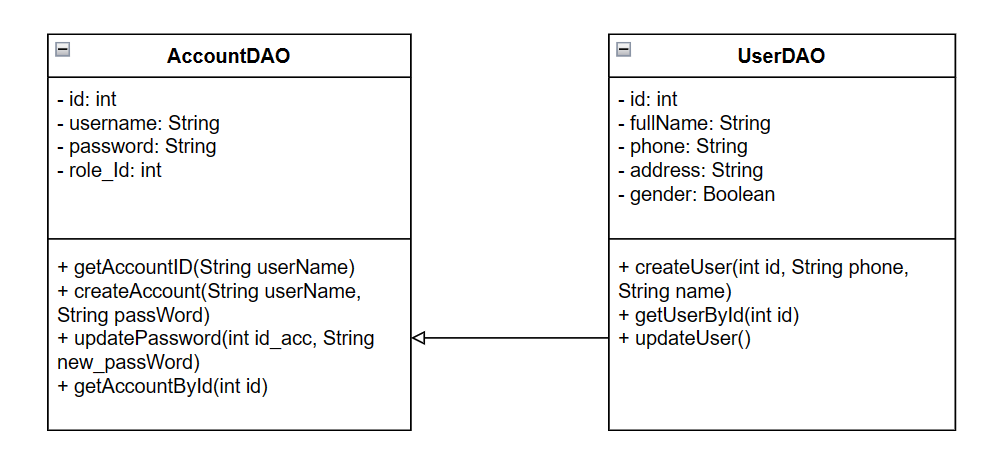 AccountDAO
- id: int
- username: String
- password: String
- role_Id: int
+ getAccountID(String userName)
+ createAccount(String userName,
String passWord)
+ updatePassword(int id_acc, String
new_passWord)
+ getAccountById(int id)
UserDAO
- id: int
- fullName: String
- phone: String
- address: String
- gender: Boolean
+ createUser(int id, String phone,
String name)
+ getUserById(int id)
+ updateUser()